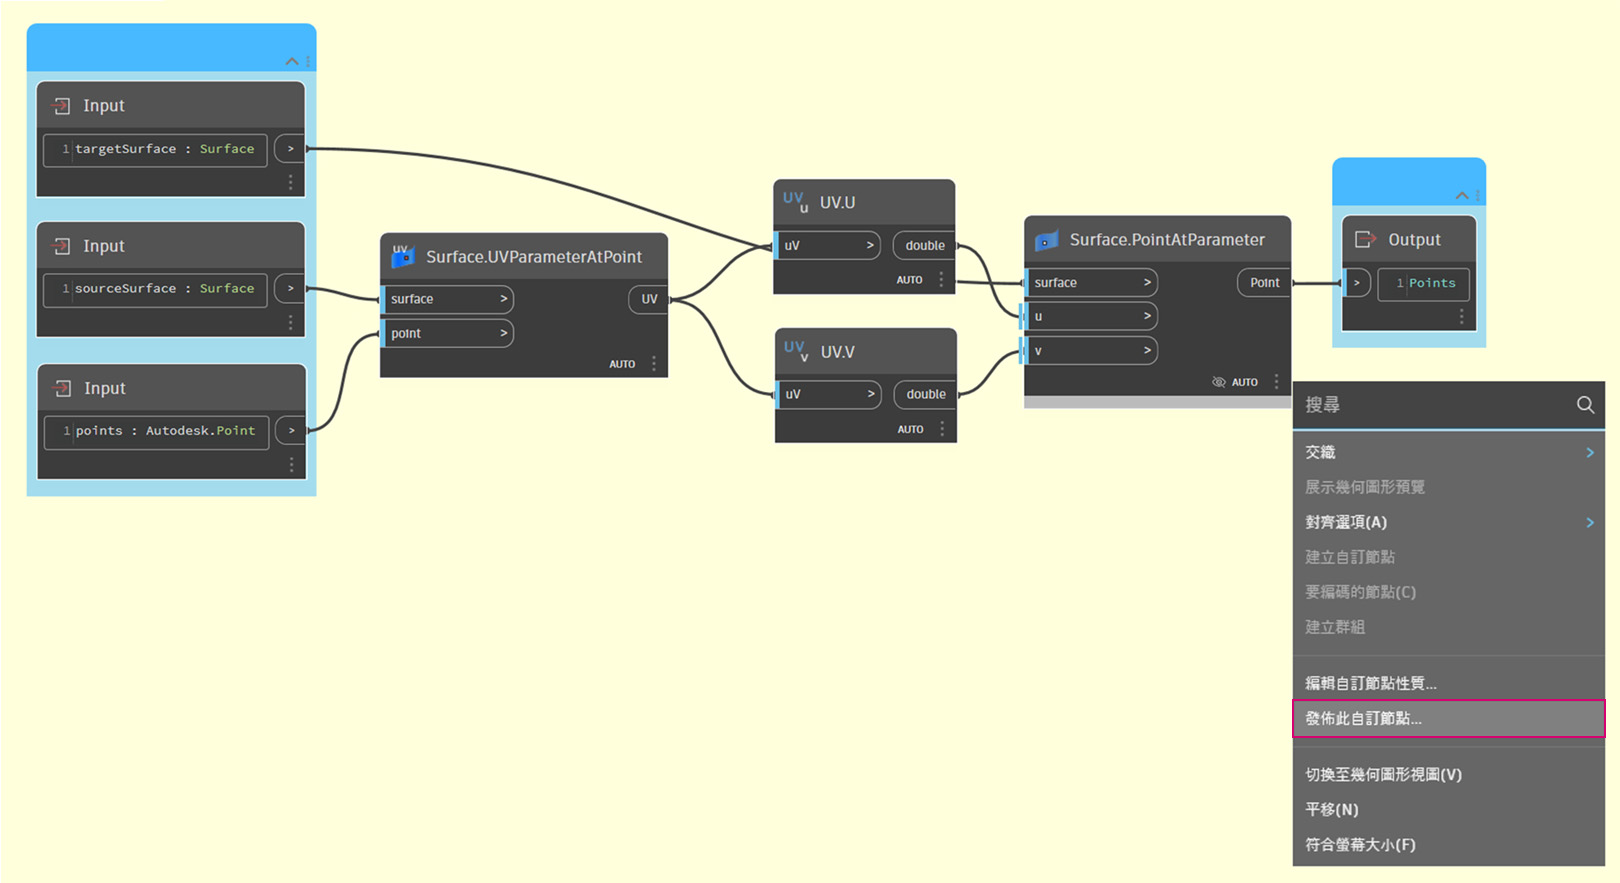 Input
1 targetSurface : Surface >
Input
1 sourceSurface : Surface >
Input
1 points : Autodesk.Point >
UV
Surface.UVParameterAtPoint
surface > UV
point >
AUTO
UV u UV.U
uV > double
AUTO
UV v UV.V
uV > double
AUTO
Surface.PointAtParameter
surface > Point
u >
v >
AUTO
Output
> 1 Points
搜尋
交織 >
展示幾何圖形預覽
對齊選項(A) >
建立自訂節點
要編碼的節點(C)
建立群組
編輯自訂節點性質...
發佈此自訂節點...
切換至幾何圖形視圖(V)
平移(N)
符合螢幕大小(F)